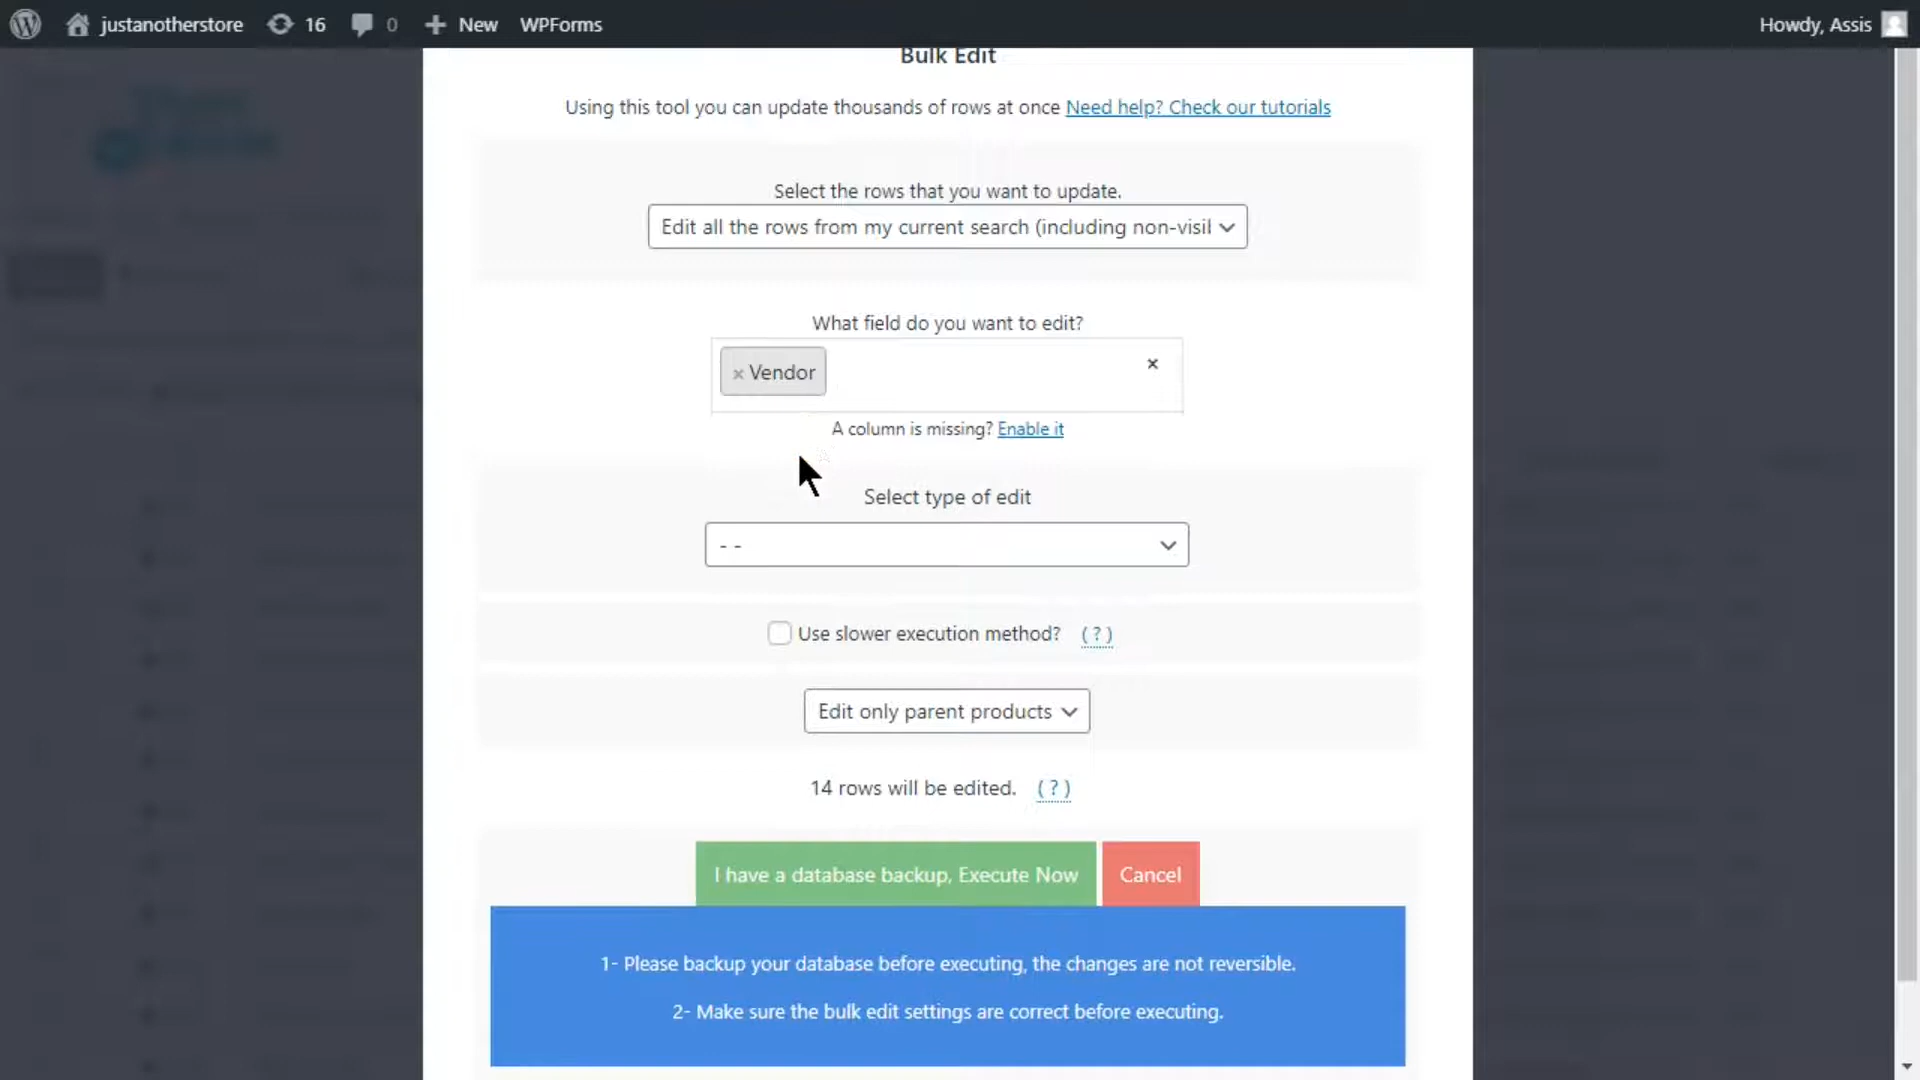 justanotherstore 16 0 New WPForms Howdy, Assis
Bulk Edit
Using this tool you can update thousands of rows at once Need help? Check our tutorials
Select the rows that you want to update.
Edit all the rows from my current search (including non-visil
What field do you want to edit?
× Vendor ×
A column is missing? Enable it
Select type of edit
- -
Use slower execution method? (?)
Edit only parent products
14 rows will be edited. (?)
I have a database backup, Execute Now Cancel
1- Please backup your database before executing, the changes are not reversible.
2- Make sure the bulk edit settings are correct before executing.